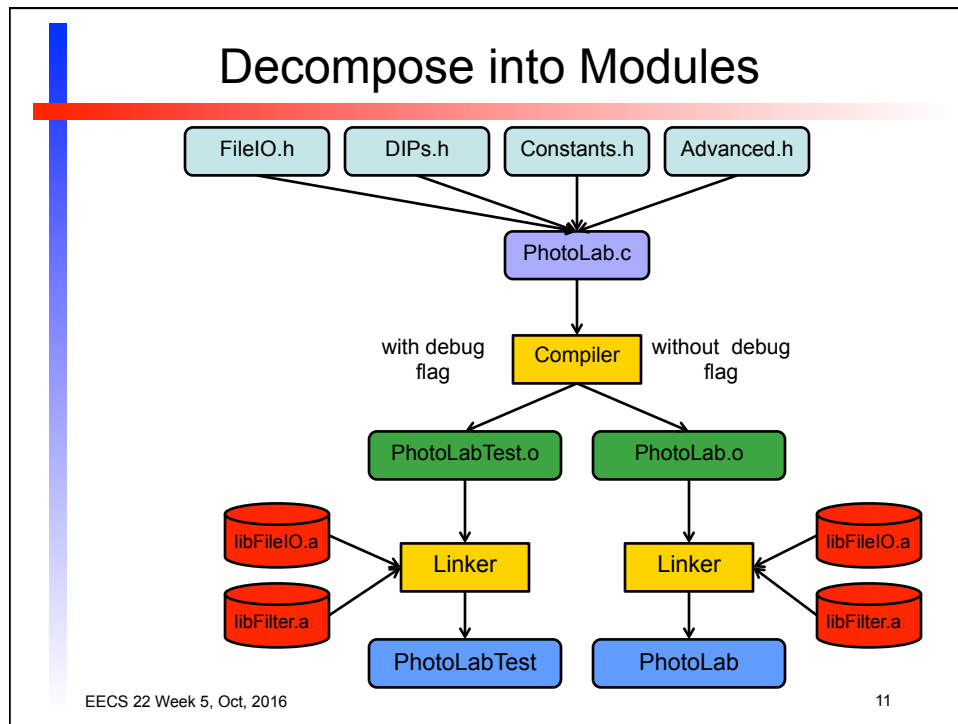 Decompose into Modules
FileIO.h
DIPs.h
Constants.h
Advanced.h
PhotoLab.c
with debug
flag
Compiler
without debug
flag
PhotoLabTest.o
PhotoLab.o
libFileIO.a
libFilter.a
Linker
Linker
libFileIO.a
libFilter.a
PhotoLabTest
PhotoLab
EECS 22 Week 5, Oct, 2016
11